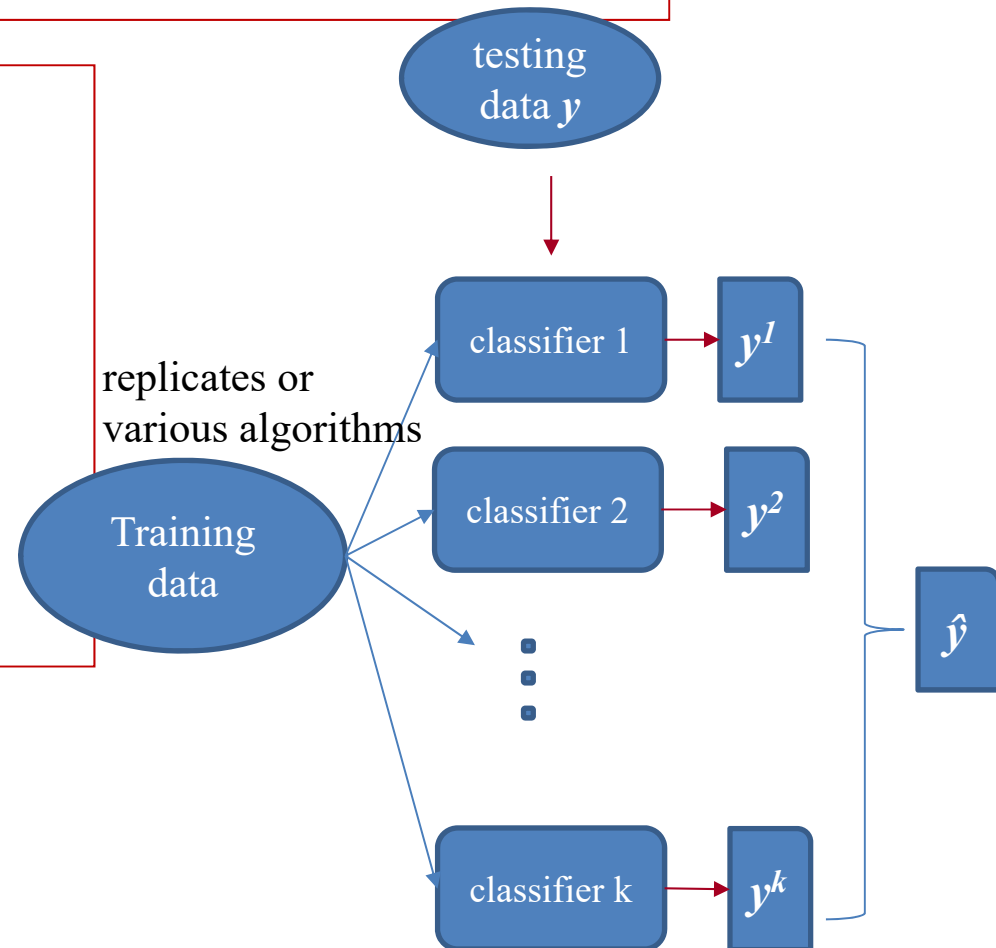 testing
data y
classifier 1
y¹
replicates or
various algorithms
classifier 2
y²
Training
data
ŷ
classifier k
yᵏ